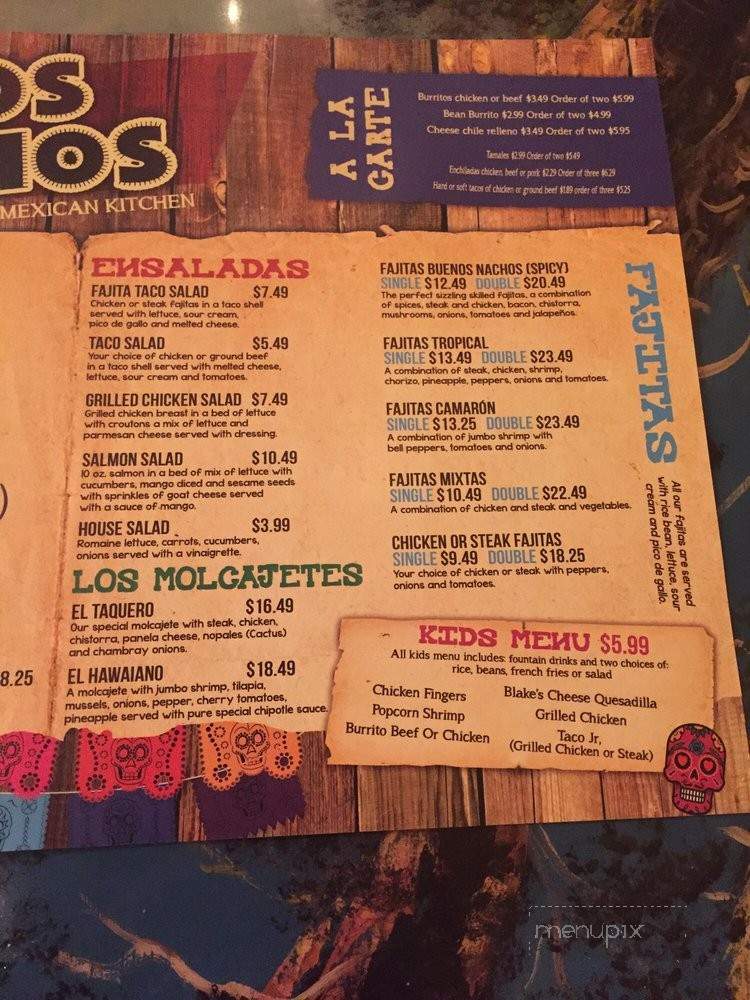 OS
HOS
MEXICAN KITCHEN
A LA
CARTE
Burritos chicken or beef $3.49 Order of two $5.99
Bean Burrito $2.99 Order of two $4.99
Cheese chile relleno $3.49 Order of two $5.95
Tamales $2.99 Order of two $5.49
Enchiladas chicken, beef or pork $2.29 Order of three $6.29
Hard or soft tacos of chicken or ground beef $1.89 order of three $5.25
ENSALADAS
FAJITA TACO SALAD $7.49
Chicken or steak fajitas in a taco shell
served with lettuce, sour cream,
pico de gallo and melted cheese.
TACO SALAD $5.49
Your choice of chicken or ground beef
in a taco shell served with melted cheese,
lettuce, sour cream and tomatoes.
GRILLED CHICKEN SALAD $7.49
Grilled chicken breast in a bed of lettuce
with croutons a mix of lettuce and
parmesan cheese served with dressing.
SALMON SALAD $10.49
10 oz. salmon in a bed of mix of lettuce with
cucumbers, mango diced and sesame seeds
with sprinkles of goat cheese served
with a sauce of mango.
HOUSE SALAD $3.99
Romaine lettuce, carrots, cucumbers,
onions served with a vinaigrette.
LOS MOLCAJETES
EL TAQUERO $16.49
Our special molcajete with steak, chicken,
chistorra, panela cheese, nopales (Cactus)
and chambray onions.
8.25
EL HAWAIANO $18.49
A molcajete with jumbo shrimp, tilapia,
mussels, onions, pepper, cherry tomatoes,
pineapple served with pure special chipotle sauce.
FAJITAS
FAJITAS BUENOS NACHOS (SPICY)
SINGLE $12.49 DOUBLE $20.49
The perfect sizzling skilled fajitas, a combination
of spices, steak and chicken, bacon, chistorra,
mushrooms, onions, tomatoes and jalapeños.
FAJITAS TROPICAL
SINGLE $13.49 DOUBLE $23.49
A combination of steak, chicken, shrimp,
chorizo, pineapple, peppers, onions and tomatoes.
FAJITAS CAMARÓN
SINGLE $13.25 DOUBLE $23.49
A combination of jumbo shrimp with
bell peppers, tomatoes and onions.
FAJITAS MIXTAS
SINGLE $10.49 DOUBLE $22.49
A combination of chicken and steak and vegetables.
CHICKEN OR STEAK FAJITAS
SINGLE $9.49 DOUBLE $18.25
Your choice of chicken or steak with peppers,
onions and tomatoes.
All our fajitas are served
with rice bean, lettuce, sour
cream and pico de gallo.
KIDS MENU $5.99
All kids menu includes: fountain drinks and two choices of:
rice, beans, french fries or salad
Chicken Fingers
Popcorn Shrimp
Burrito Beef Or Chicken
Blake's Cheese Quesadilla
Grilled Chicken
Taco Jr,
(Grilled Chicken or Steak)
menupix